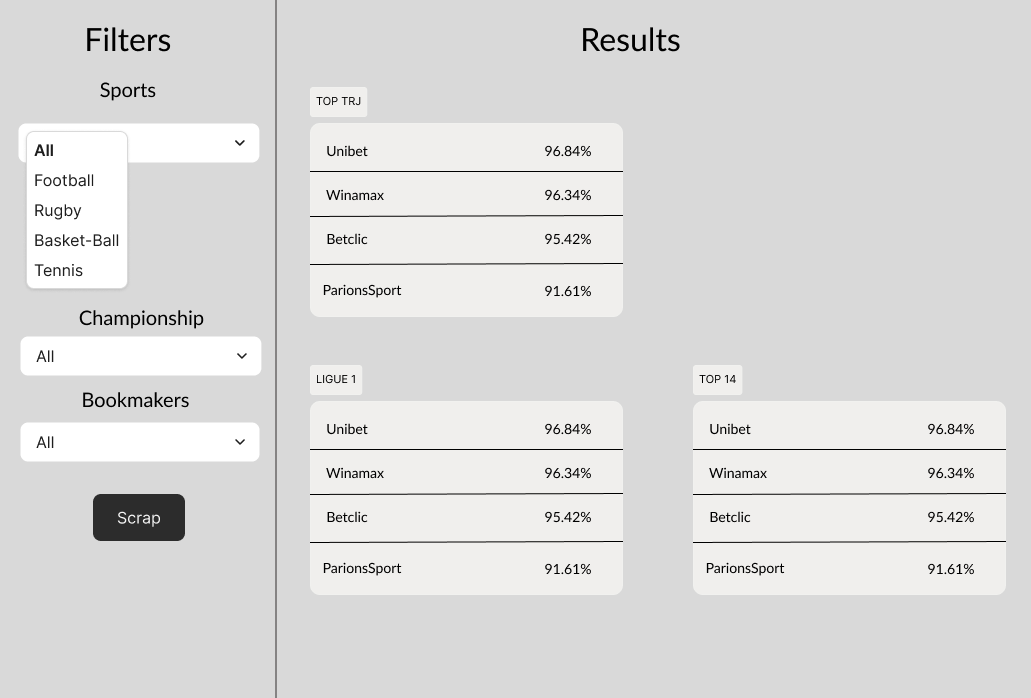 Filters
Sports
All
Football
Rugby
Basket-Ball
Tennis
Championship
All
Bookmakers
All
Scrap
Results
TOP TRJ
Unibet 96.84%
Winamax 96.34%
Betclic 95.42%
ParionsSport 91.61%
LIGUE 1
Unibet 96.84%
Winamax 96.34%
Betclic 95.42%
ParionsSport 91.61%
TOP 14
Unibet 96.84%
Winamax 96.34%
Betclic 95.42%
ParionsSport 91.61%